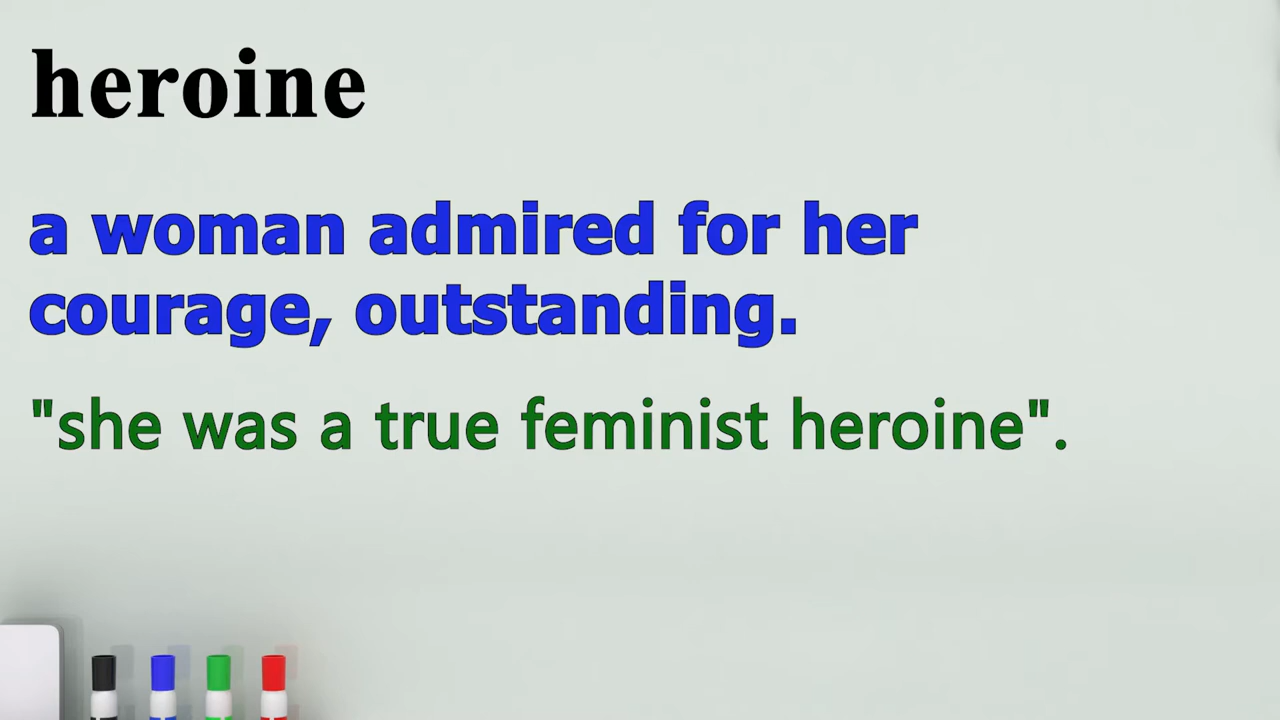 heroine
a woman admired for her
courage, outstanding.
"she was a true feminist heroine".